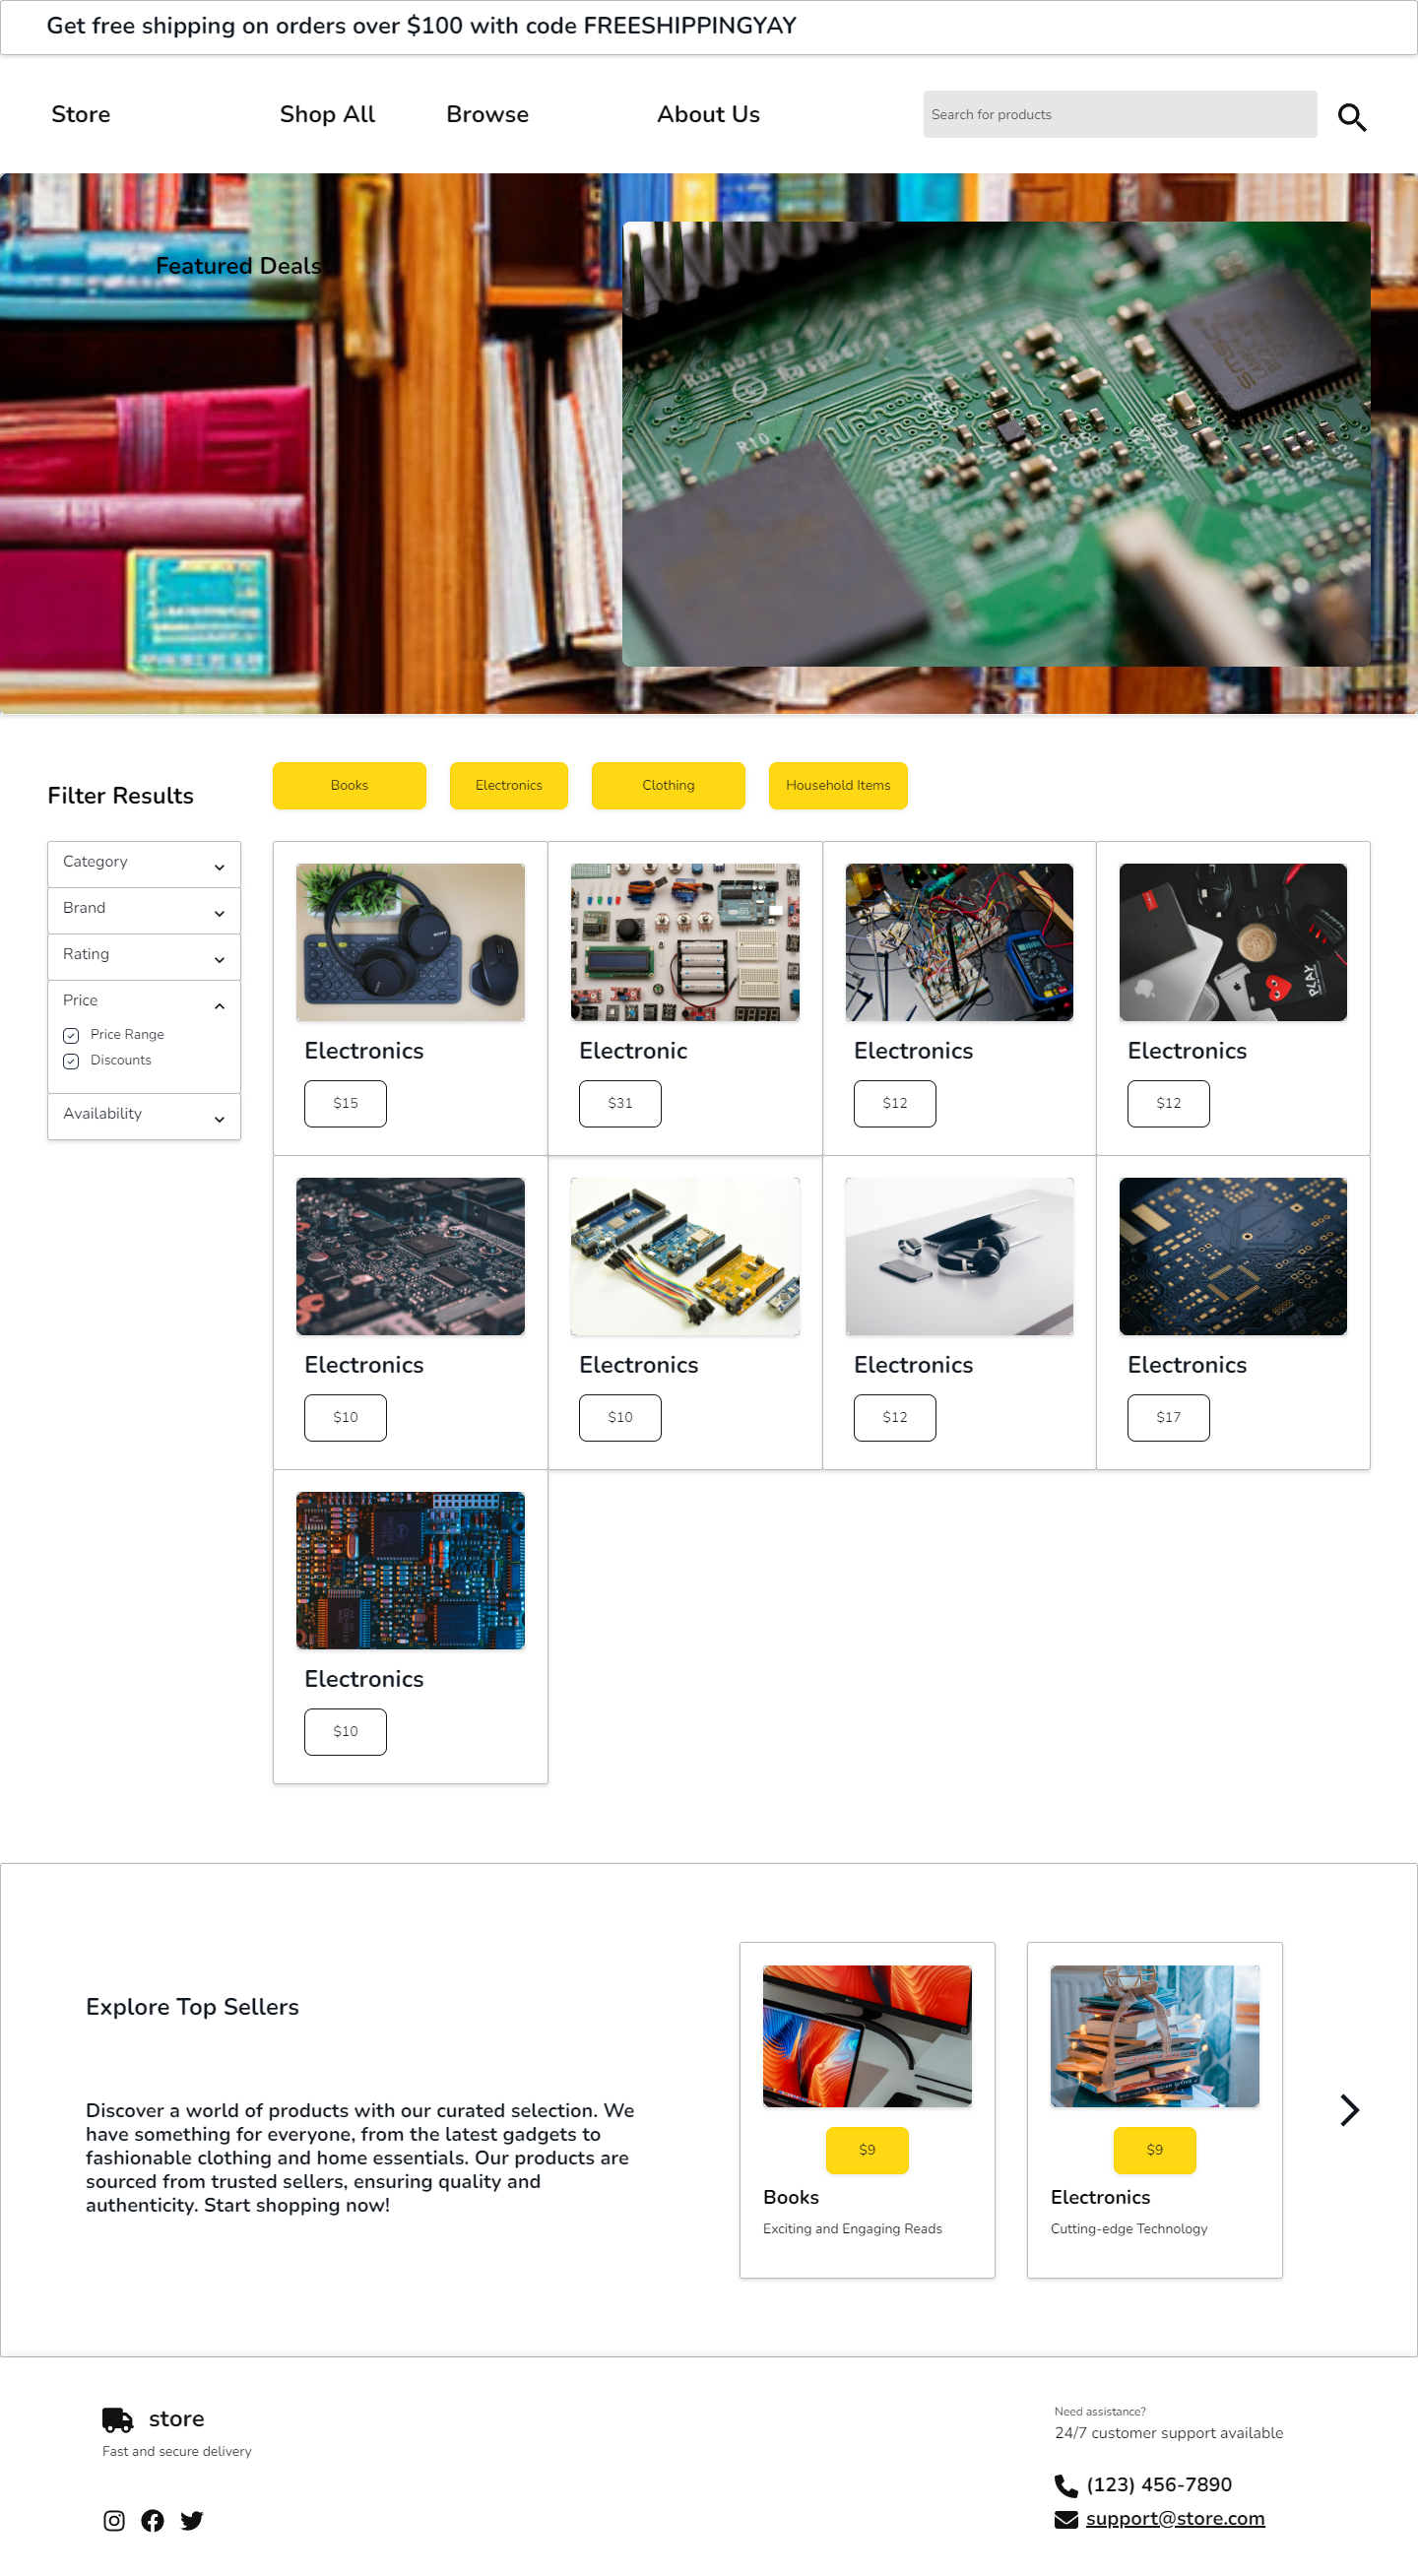 Get free shipping on orders over $100 with code FREESHIPPINGYAY
Store
Shop All
Browse
About Us
Search for products
Featured Deals
Raspberry
R10
Filter Results
Books
Electronics
Clothing
Household Items
Category
Brand
Rating
Price
Price Range
Discounts
Availability
SONY
PLAY
Electronics
Electronic
Electronics
Electronics
$15
$31
$12
$12
Electronics
Electronics
Electronics
Electronics
$10
$10
$12
$17
Electronics
$10
Explore Top Sellers
Discover a world of products with our curated selection. We
have something for everyone, from the latest gadgets to
fashionable clothing and home essentials. Our products are
sourced from trusted sellers, ensuring quality and
authenticity. Start shopping now!
$9
Books
Exciting and Engaging Reads
$9
Electronics
Cutting-edge Technology
store
Fast and secure delivery
Need assistance?
24/7 customer support available
(123) 456-7890
support@store.com